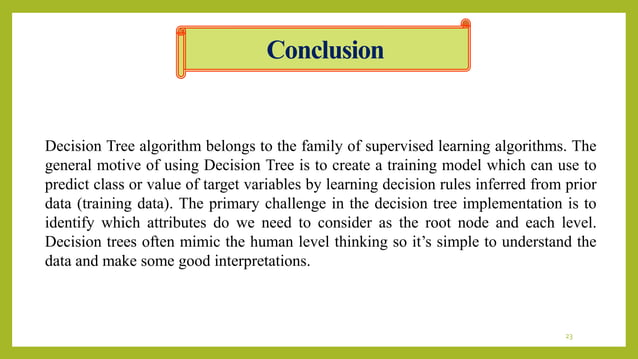 Conclusion
Decision Tree algorithm belongs to the family of supervised learning algorithms. The
general motive of using Decision Tree is to create a training model which can use to
predict class or value of target variables by learning decision rules inferred from prior
data (training data). The primary challenge in the decision tree implementation is to
identify which attributes do we need to consider as the root node and each level.
Decision trees often mimic the human level thinking so it’s simple to understand the
data and make some good interpretations.
23